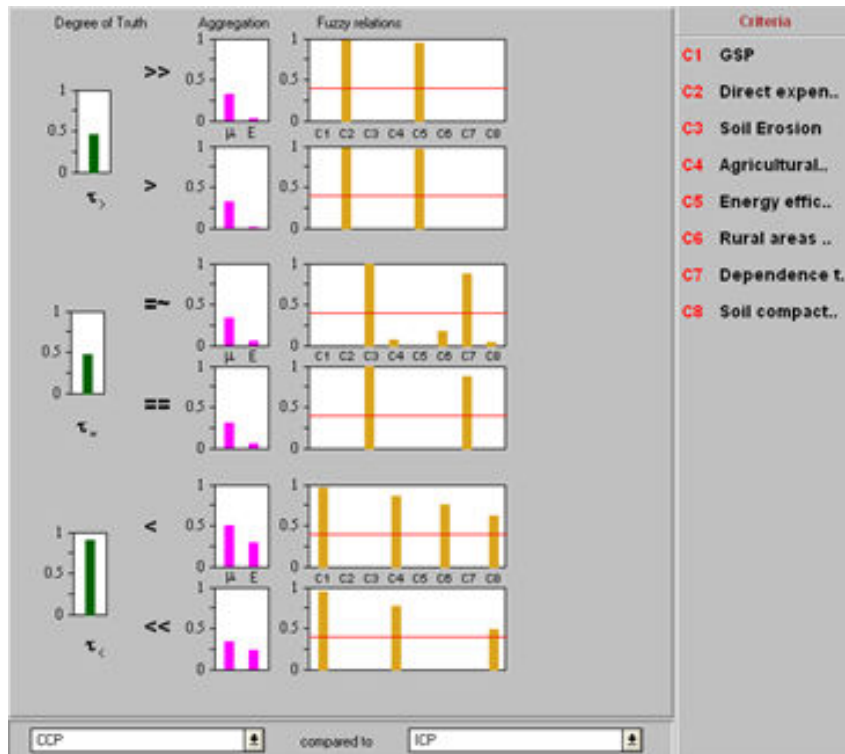 Degree of Truth Aggregation Fuzzy relations Criteria
>>
1
0.5
0
μ E
1
0.5
0
C1 C2 C3 C4 C5 C6 C7 C8
1
0.5
0
τ>
>
1
0.5
0
1
0.5
0
=~
1
0.5
0
μ E
1
0.5
0
C1 C2 C3 C4 C5 C6 C7 C8
1
0.5
0
τ=
==
1
0.5
0
1
0.5
0
<
1
0.5
0
μ E
1
0.5
0
C1 C2 C3 C4 C5 C6 C7 C8
1
0.5
0
τ<
<<
1
0.5
0
1
0.5
0
C1 GSP
C2 Direct expen..
C3 Soil Erosion
C4 Agricultural..
C5 Energy effic..
C6 Rural areas ..
C7 Dependence t.
C8 Soil compact..
CCP compared to ICP